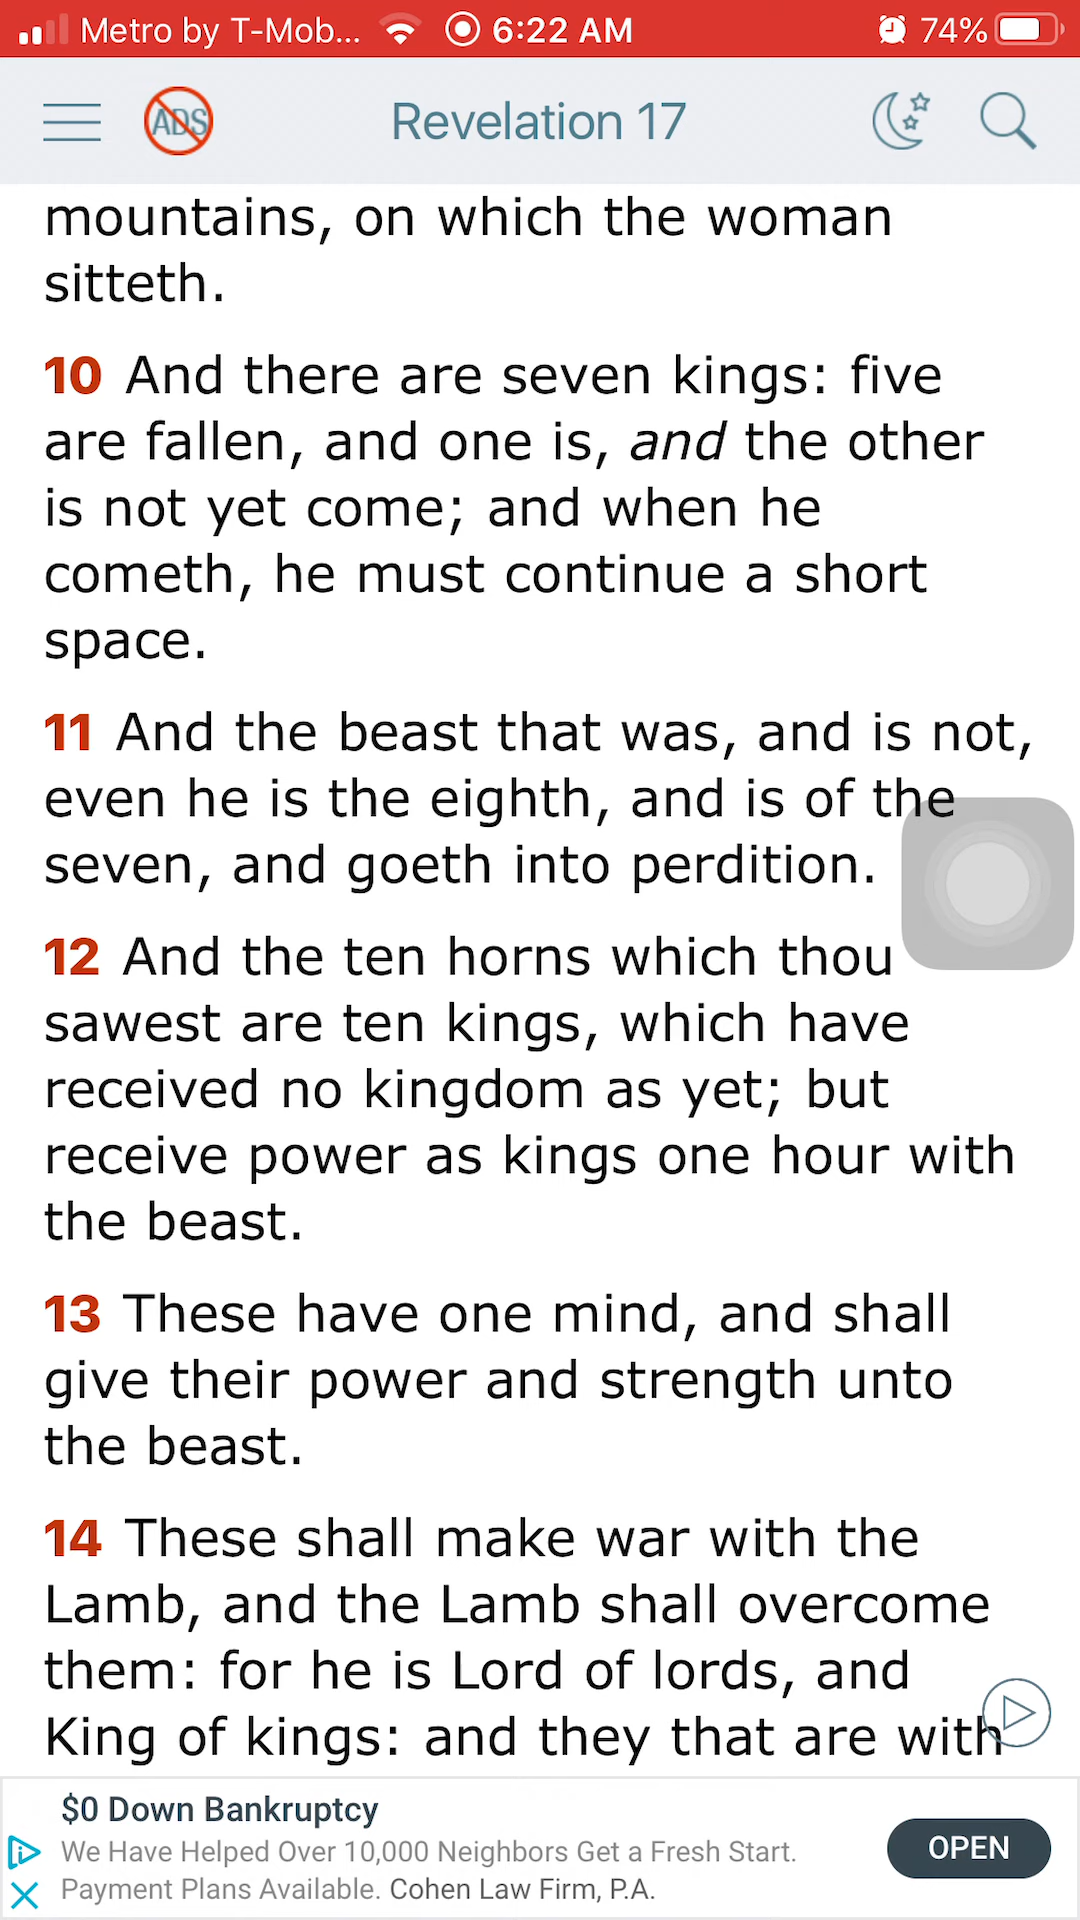 Metro by T-Mob... 6:22 AM 74%
ADS Revelation 17
mountains, on which the woman
sitteth.
10 And there are seven kings: five
are fallen, and one is, and the other
is not yet come; and when he
cometh, he must continue a short
space.
11 And the beast that was, and is not,
even he is the eighth, and is of the
seven, and goeth into perdition.
12 And the ten horns which thou
sawest are ten kings, which have
received no kingdom as yet; but
receive power as kings one hour with
the beast.
13 These have one mind, and shall
give their power and strength unto
the beast.
14 These shall make war with the
Lamb, and the Lamb shall overcome
them: for he is Lord of lords, and
King of kings: and they that are with
$0 Down Bankruptcy
We Have Helped Over 10,000 Neighbors Get a Fresh Start.
Payment Plans Available. Cohen Law Firm, P.A.
OPEN